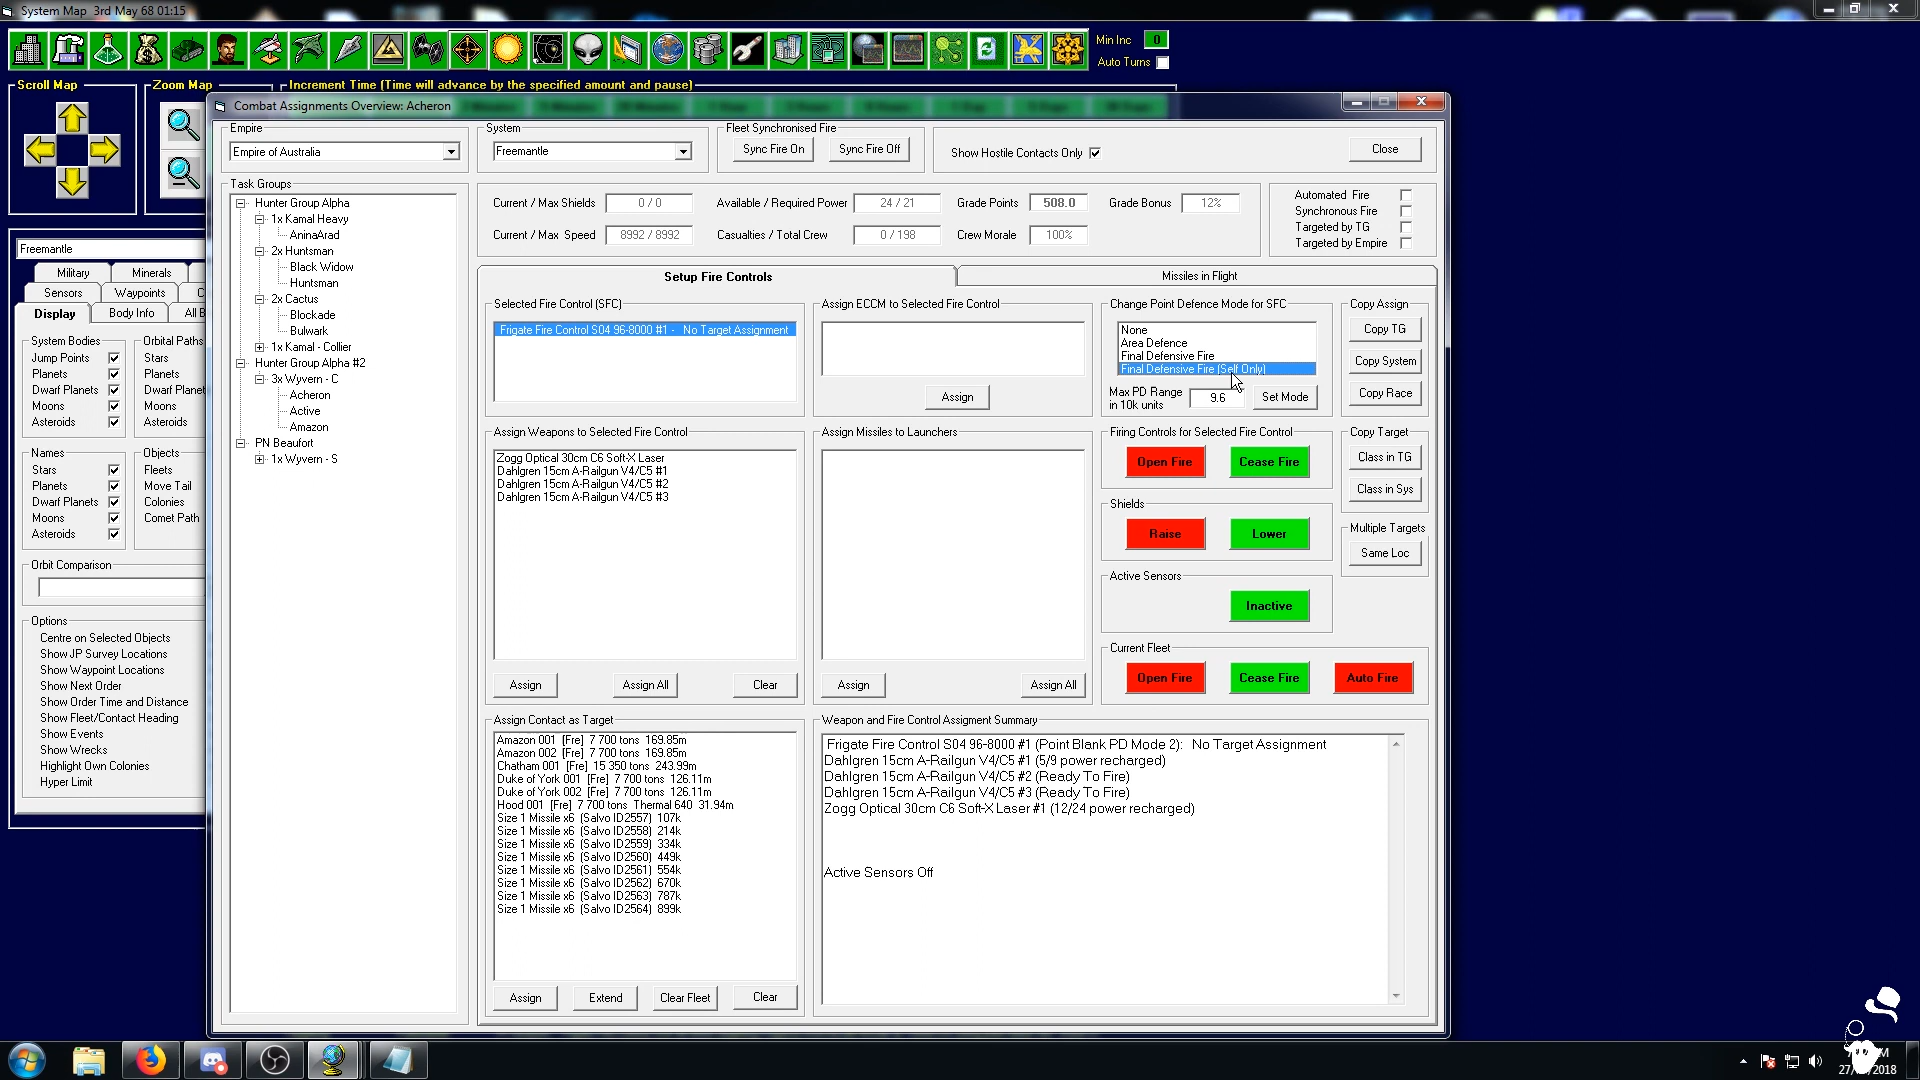 System Map  3rd May 68 01:15
Min Inc 0
Auto Turns
Scroll Map
Zoom Map
Increment Time (Time will advance by the specified amount and pause)
Combat Assignments Overview: Acheron
Empire
Empire of Australia
System
Freemantle
Fleet Synchronised Fire
Sync Fire On
Sync Fire Off
Show Hostile Contacts Only
Close
Task Groups
Hunter Group Alpha
1x Kamal Heavy
AninaArad
2x Huntsman
Black Widow
Huntsman
2x Cactus
Blockade
Bulwark
1x Kamal - Collier
Hunter Group Alpha #2
3x Wyvern - C
Acheron
Active
Amazon
PN Beaufort
1x Wyvern - S
Current / Max Shields 0 / 0
Available / Required Power 24 / 21
Grade Points 508.0
Grade Bonus 12%
Current / Max Speed 8992 / 8992
Casualties / Total Crew 0 / 198
Crew Morale 100%
Automated Fire
Synchronous Fire
Targeted by TG
Targeted by Empire
Setup Fire Controls
Missiles in Flight
Selected Fire Control (SFC)
Frigate Fire Control S04 96-8000 #1 - No Target Assignment
Assign ECCM to Selected Fire Control
Assign
Change Point Defence Mode for SFC
None
Area Defence
Final Defensive Fire
Final Defensive Fire (Self Only)
Max PD Range in 10k units 9.6
Set Mode
Copy Assign
Copy TG
Copy System
Copy Race
Assign Weapons to Selected Fire Control
Zogg Optical 30cm C6 Soft-X Laser
Dahlgren 15cm A-Railgun V4/C5 #1
Dahlgren 15cm A-Railgun V4/C5 #2
Dahlgren 15cm A-Railgun V4/C5 #3
Assign
Assign All
Clear
Assign Missiles to Launchers
Assign
Assign All
Firing Controls for Selected Fire Control
Open Fire
Cease Fire
Shields
Raise
Lower
Active Sensors
Inactive
Current Fleet
Open Fire
Cease Fire
Auto Fire
Copy Target
Class in TG
Class in Sys
Multiple Targets
Same Loc
Assign Contact as Target
Amazon 001 [Fre] 7 700 tons 169.85m
Amazon 002 [Fre] 7 700 tons 169.85m
Chatham 001 [Fre] 15 350 tons 243.99m
Duke of York 001 [Fre] 7 700 tons 126.11m
Duke of York 002 [Fre] 7 700 tons 126.11m
Hood 001 [Fre] 7 700 tons Thermal 640 31.94m
Size 1 Missile x6 (Salvo ID2557) 107k
Size 1 Missile x6 (Salvo ID2558) 214k
Size 1 Missile x6 (Salvo ID2559) 334k
Size 1 Missile x6 (Salvo ID2560) 449k
Size 1 Missile x6 (Salvo ID2561) 554k
Size 1 Missile x6 (Salvo ID2562) 670k
Size 1 Missile x6 (Salvo ID2563) 787k
Size 1 Missile x6 (Salvo ID2564) 899k
Assign
Extend
Clear Fleet
Clear
Weapon and Fire Control Assigment Summary
Frigate Fire Control S04 96-8000 #1 (Point Blank PD Mode 2): No Target Assignment
Dahlgren 15cm A-Railgun V4/C5 #1 (5/9 power recharged)
Dahlgren 15cm A-Railgun V4/C5 #2 (Ready To Fire)
Dahlgren 15cm A-Railgun V4/C5 #3 (Ready To Fire)
Zogg Optical 30cm C6 Soft-X Laser #1 (12/24 power recharged)
Active Sensors Off
Freemantle
Military
Minerals
Sensors
Waypoints
Display
Body Info
All B
System Bodies
Jump Points
Planets
Dwarf Planets
Moons
Asteroids
Orbital Paths
Stars
Planets
Dwarf Planets
Moons
Asteroids
Names
Stars
Planets
Dwarf Planets
Moons
Asteroids
Objects
Fleets
Move Tail
Colonies
Comet Path
Orbit Comparison
Options
Centre on Selected Objects
Show JP Survey Locations
Show Waypoint Locations
Show Next Order
Show Order Time and Distance
Show Fleet/Contact Heading
Show Events
Show Wrecks
Highlight Own Colonies
Hyper Limit